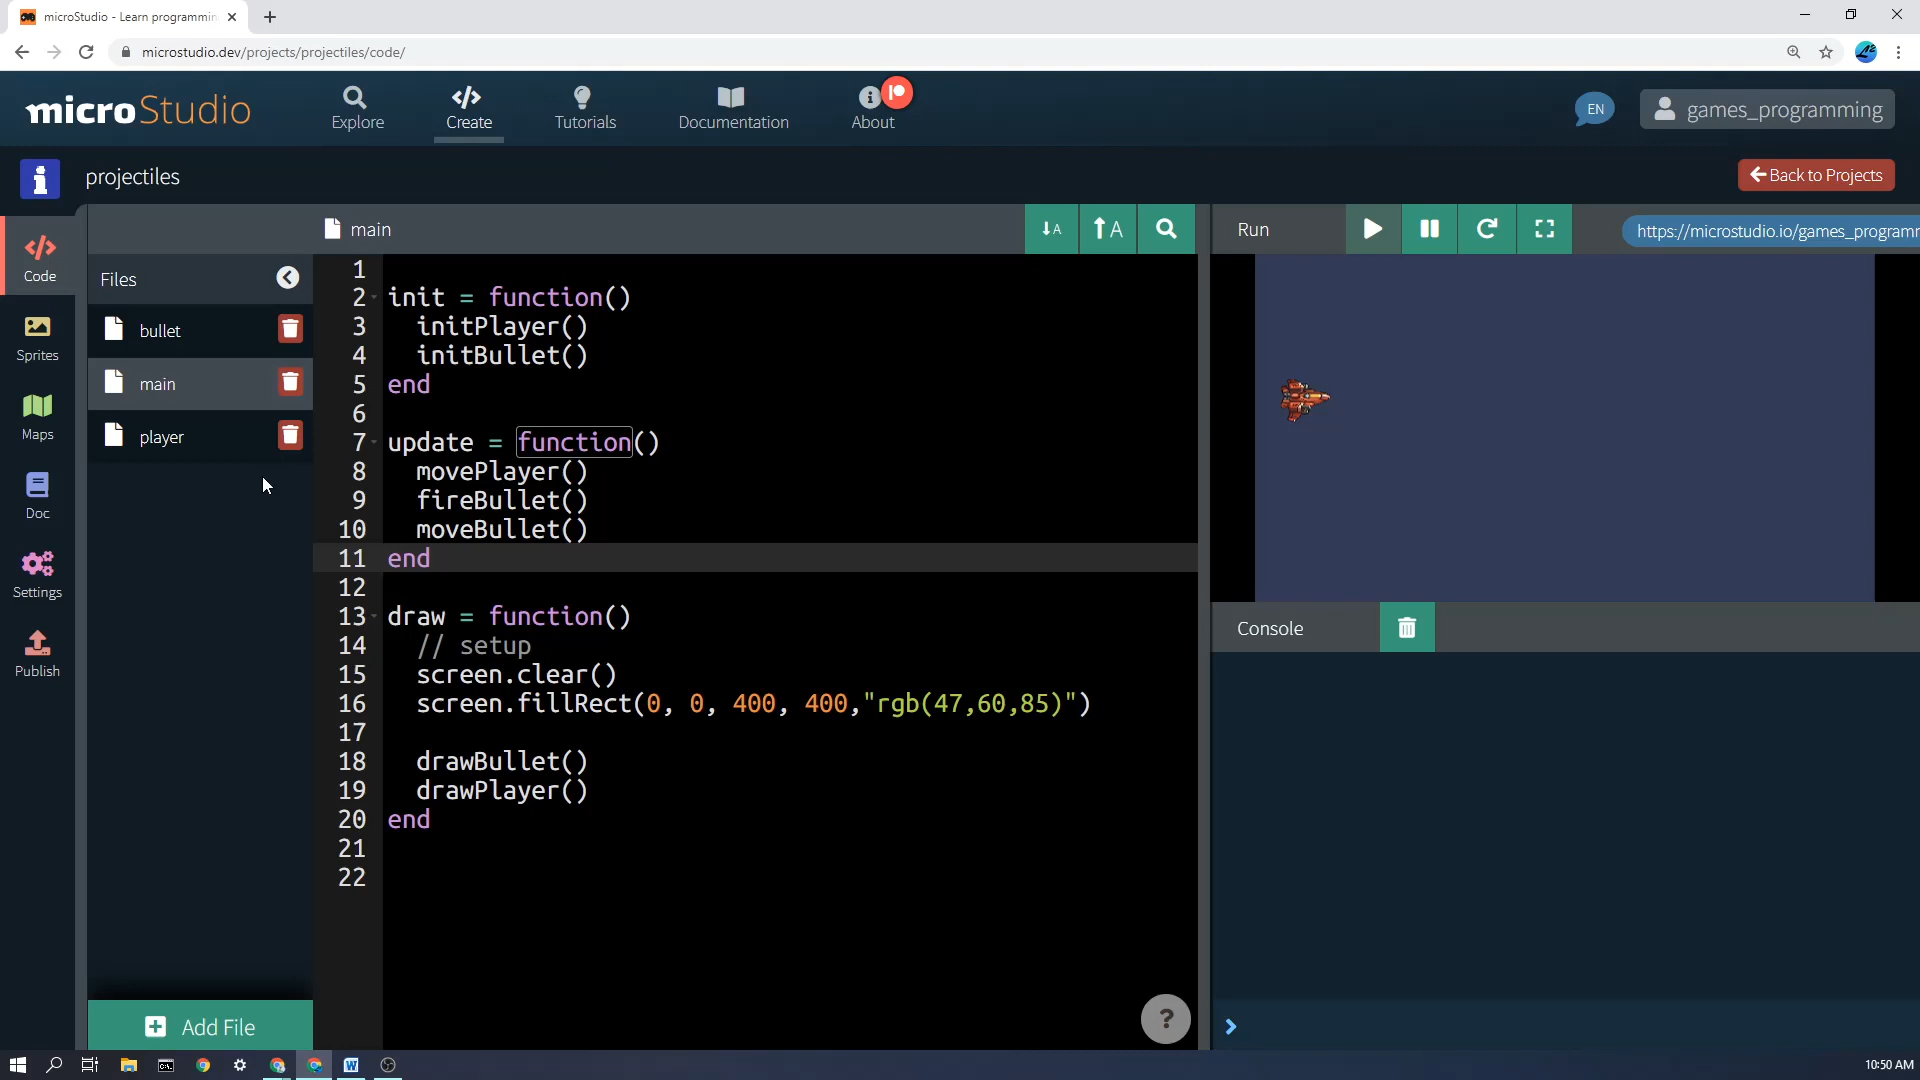 microStudio - Learn programmin
microstudio.dev/projects/projectiles/code/
microStudio
Explore
Create
Tutorials
Documentation
About
EN
games_programming
i
projectiles
Back to Projects
Code
Sprites
Maps
Doc
Settings
Publish
main
↓A
↑A
Run
https://microstudio.io/games_programm
Files
bullet
main
player
Add File
1
2 init = function()
3 initPlayer()
4 initBullet()
5 end
6
7 update = function()
8 movePlayer()
9 fireBullet()
10 moveBullet()
11 end
12
13 draw = function()
14 // setup
15 screen.clear()
16 screen.fillRect(0, 0, 400, 400,"rgb(47,60,85)")
17
18 drawBullet()
19 drawPlayer()
20 end
21
22
?
Console
10:50 AM